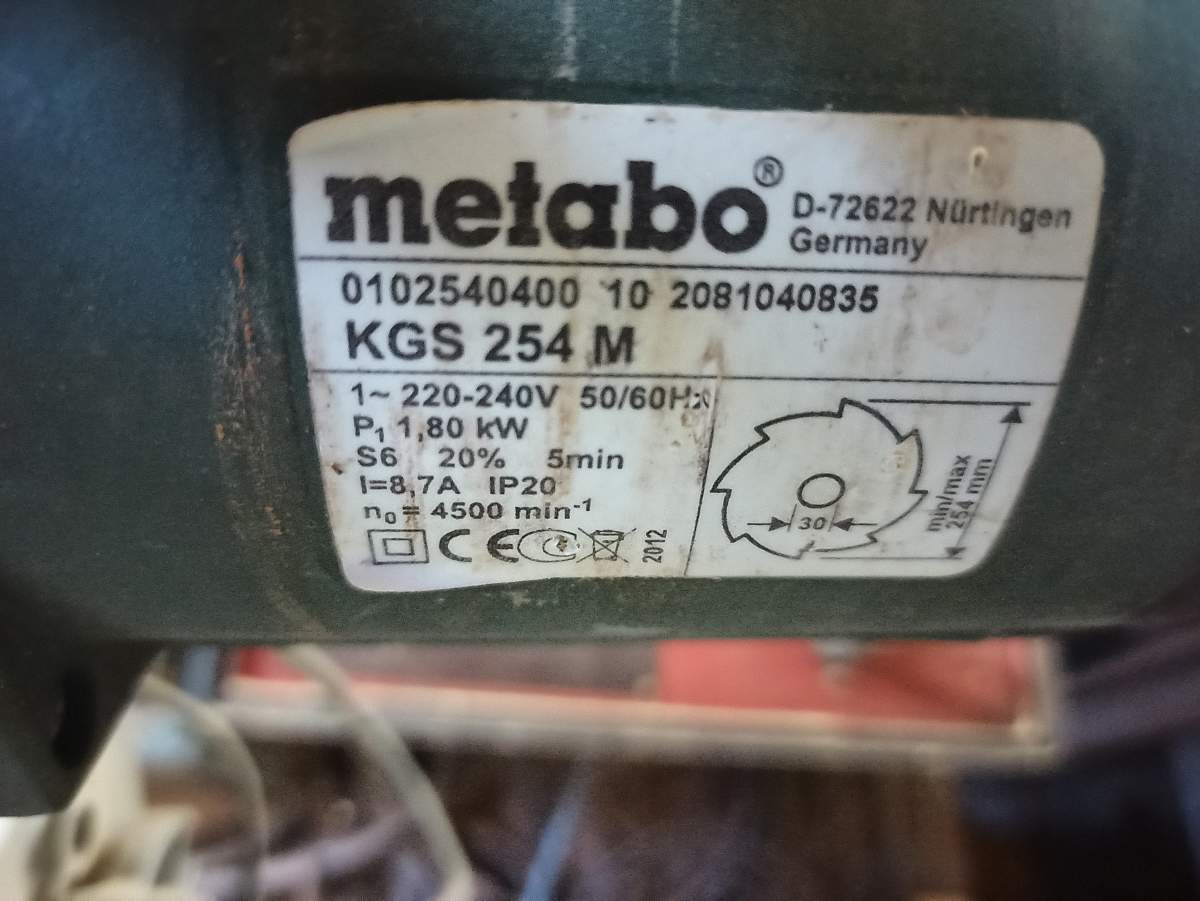 metabo®
D-72622 Nürtingen
Germany
0102540400 10 2081040835
KGS 254 M
1~ 220-240V 50/60Hz
P1 1,80 kW
S6 20% 5min
I=8,7A IP20
n0 = 4500 min-1
CE
2012
30
min/max
254 mm